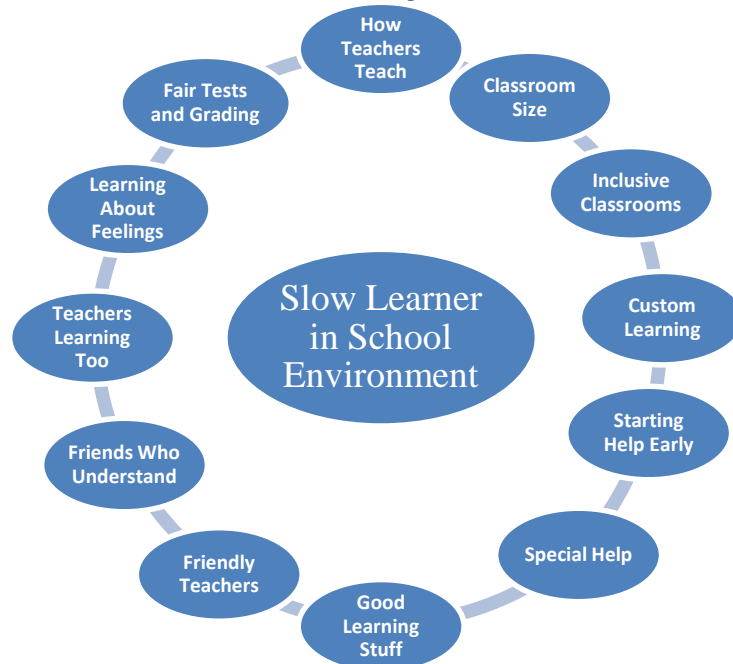 How
Teachers
Teach
Classroom
Size
Inclusive
Classrooms
Custom
Learning
Starting
Help Early
Special Help
Good
Learning
Stuff
Friendly
Teachers
Friends Who
Understand
Teachers
Learning
Too
Learning
About
Feelings
Fair Tests
and Grading
Slow Learner
in School
Environment